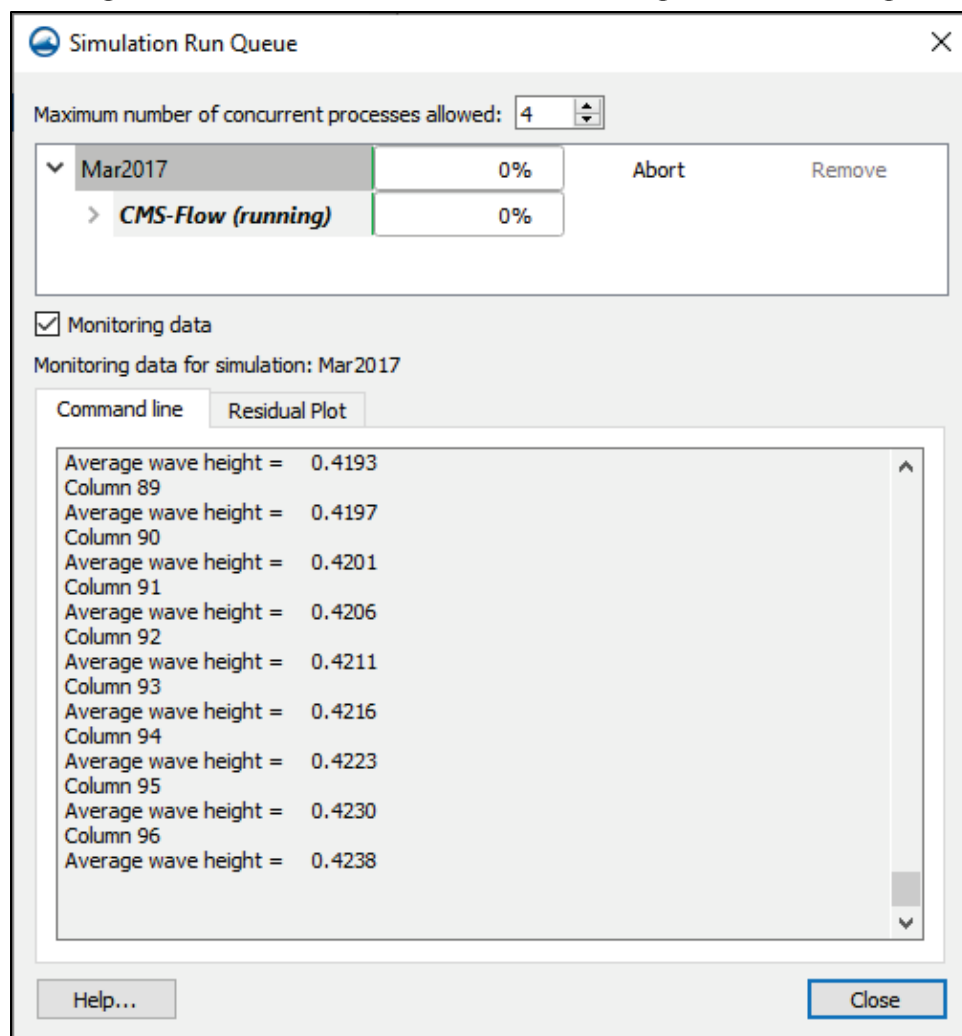 Simulation Run Queue
Maximum number of concurrent processes allowed: 4
Mar2017 0% Abort Remove
CMS-Flow (running) 0%
Monitoring data
Monitoring data for simulation: Mar2017
Command line Residual Plot
Average wave height = 0.4193
Column 89
Average wave height = 0.4197
Column 90
Average wave height = 0.4201
Column 91
Average wave height = 0.4206
Column 92
Average wave height = 0.4211
Column 93
Average wave height = 0.4216
Column 94
Average wave height = 0.4223
Column 95
Average wave height = 0.4230
Column 96
Average wave height = 0.4238
Help... Close